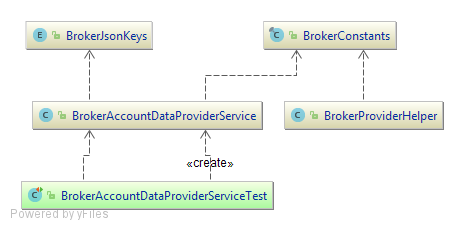 E BrokerJsonKeys
C BrokerConstants
C BrokerAccountDataProviderService
C BrokerProviderHelper
«create»
C BrokerAccountDataProviderServiceTest
Powered by yFiles